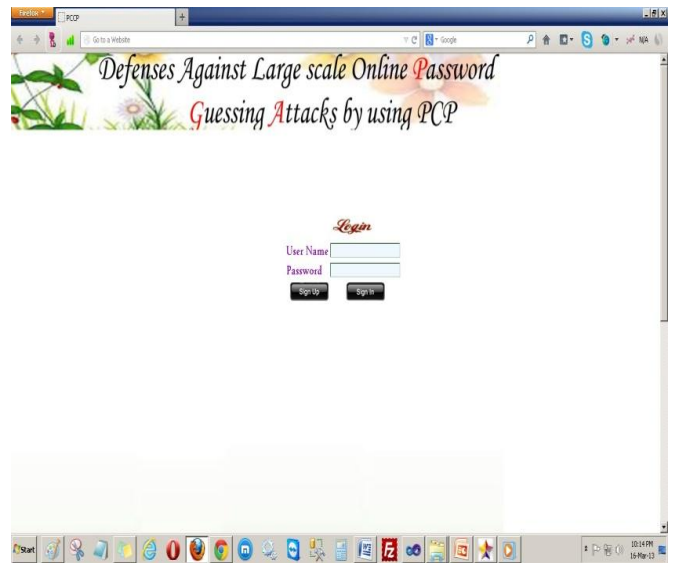 Firefox
PCCP
Go to a Website
Google
N/A
Defenses Against Large scale Online Password
Guessing Attacks by using PCP
Login
User Name
Password
Sign Up
Sign In
Start
10:14 PM
16-Mar-13